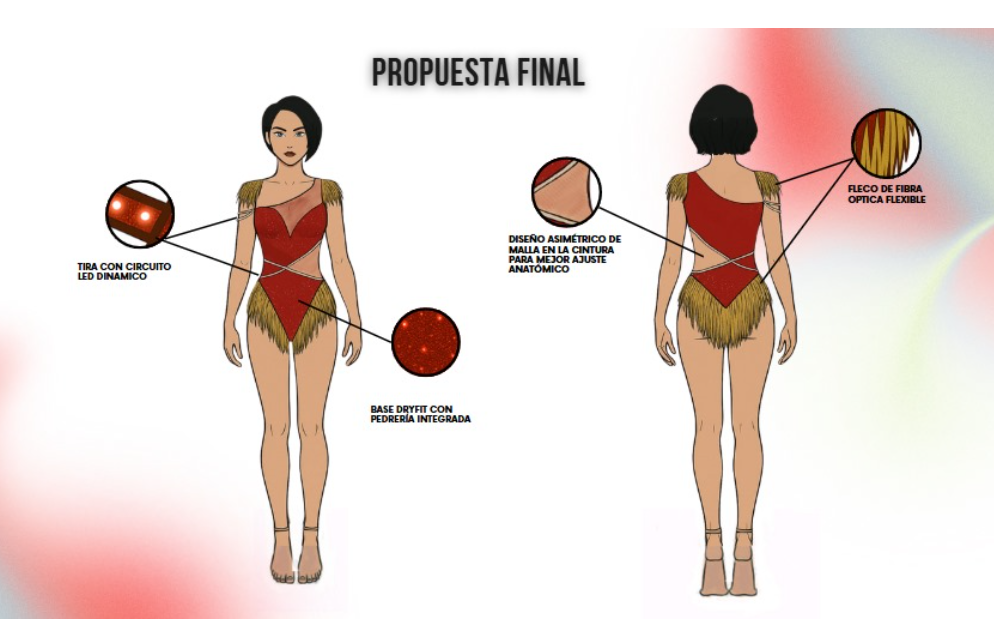 PROPUESTA FINAL
TIRA CON CIRCUITO
LED DINAMICO
BASE DRYFIT CON
PEDRERÍA INTEGRADA
DISEÑO ASIMÉTRICO DE
MALLA EN LA CINTURA
PARA MEJOR AJUSTE
ANATÓMICO
FLECO DE FIBRA
OPTICA FLEXIBLE